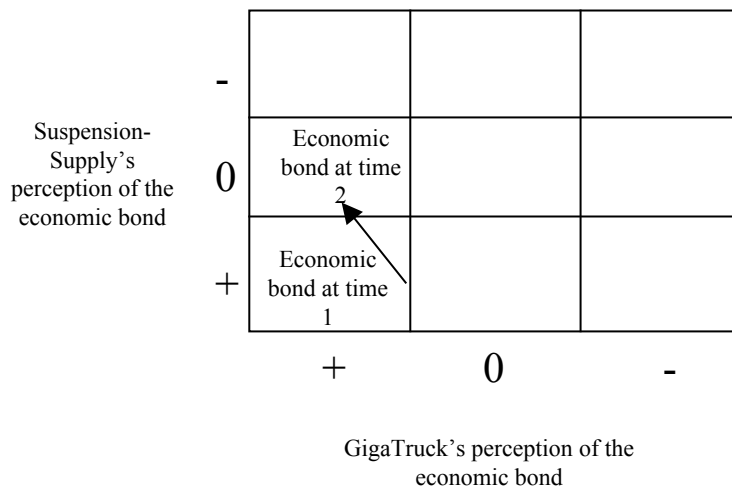 -
Suspension-
Supply's
perception of the
economic bond
0
Economic
bond at time
2
+
Economic
bond at time
1
+ 0 -
GigaTruck's perception of the
economic bond